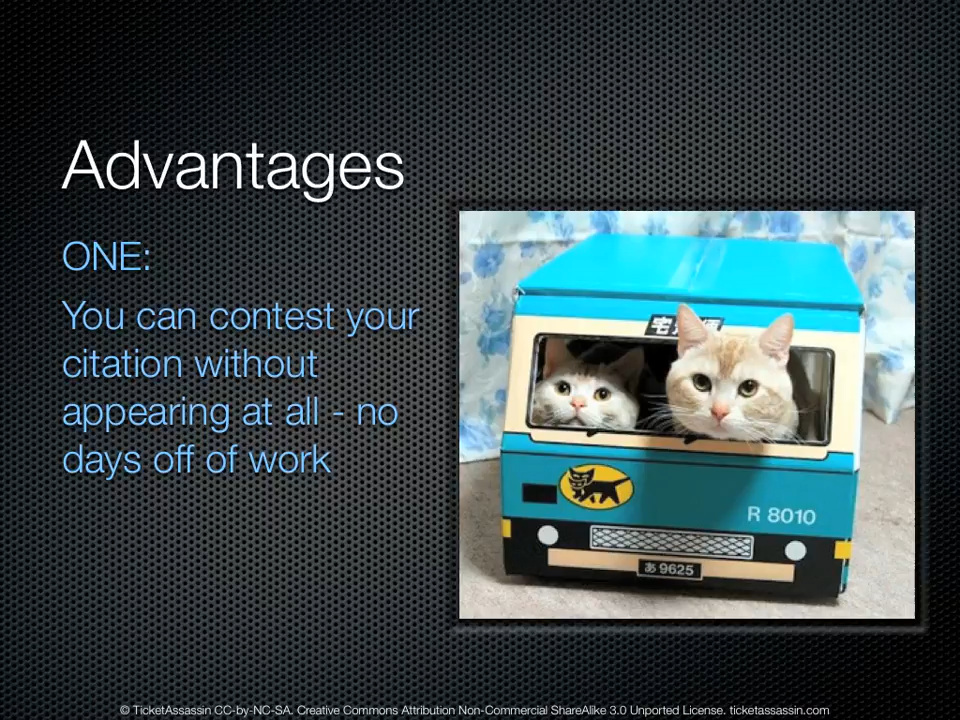 Advantages
ONE:
You can contest your
citation without
appearing at all - no
days off of work
宅
R 8010
あ 9625
© TicketAssassin CC-by-NC-SA. Creative Commons Attribution Non-Commercial ShareAlike 3.0 Unported License. ticketassassin.com